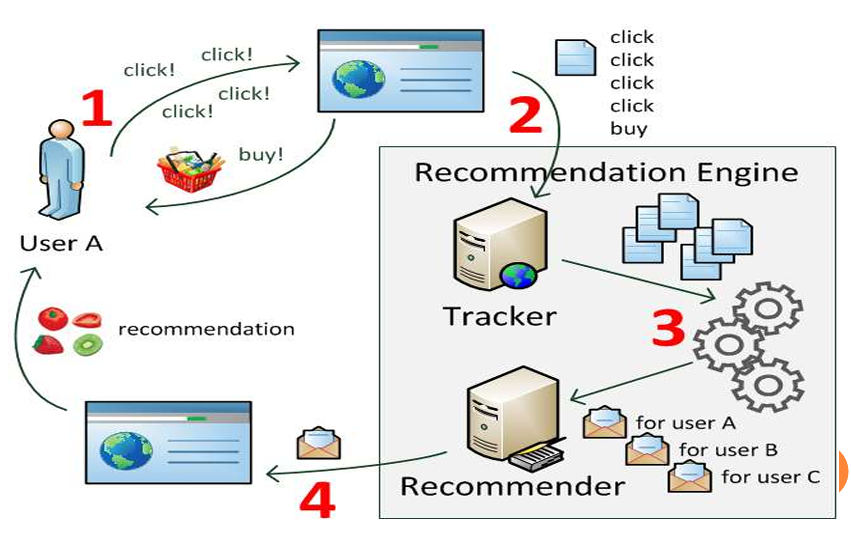 click!
click!
click!
click!
1
buy!
User A
2
click
click
click
click
buy
Recommendation Engine
Tracker
3
for user A
for user B
for user C
Recommender
4
recommendation